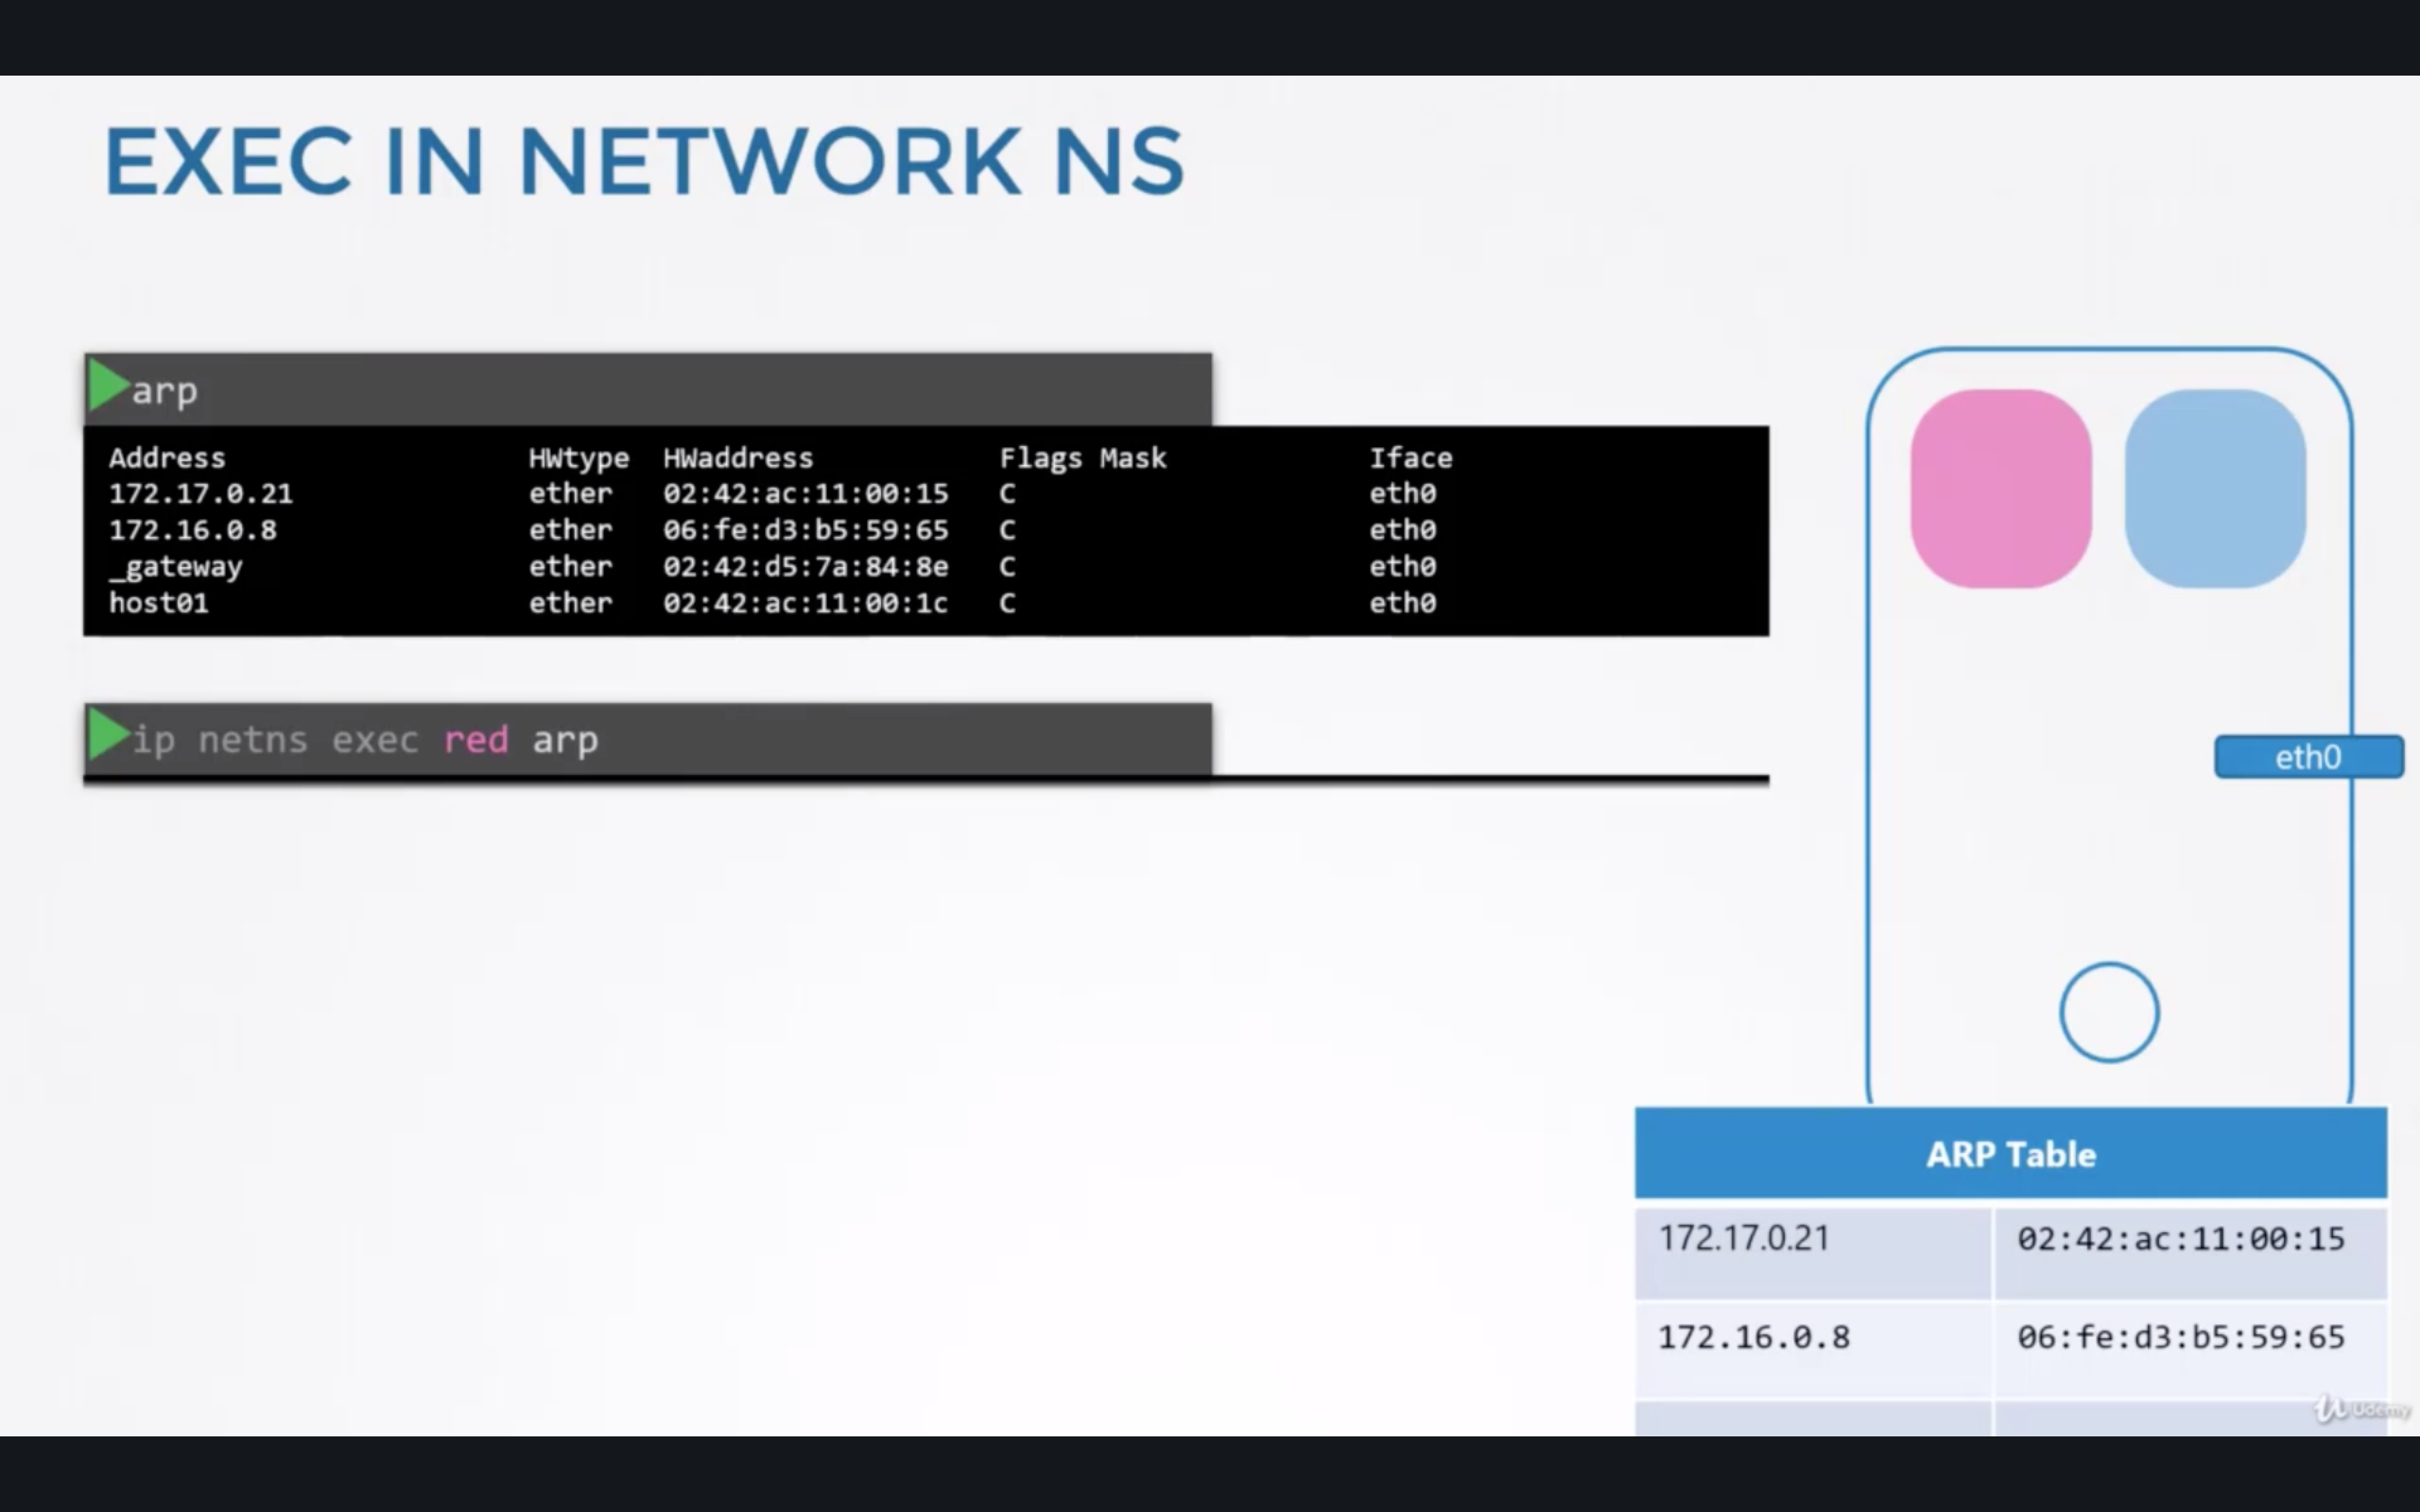 EXEC IN NETWORK NS
arp
Address HWtype HWaddress Flags Mask Iface
172.17.0.21 ether 02:42:ac:11:00:15 C eth0
172.16.0.8 ether 06:fe:d3:b5:59:65 C eth0
_gateway ether 02:42:d5:7a:84:8e C eth0
host01 ether 02:42:ac:11:00:1c C eth0
ip netns exec red arp
eth0
ARP Table
172.17.0.21 02:42:ac:11:00:15
172.16.0.8 06:fe:d3:b5:59:65
Udemy